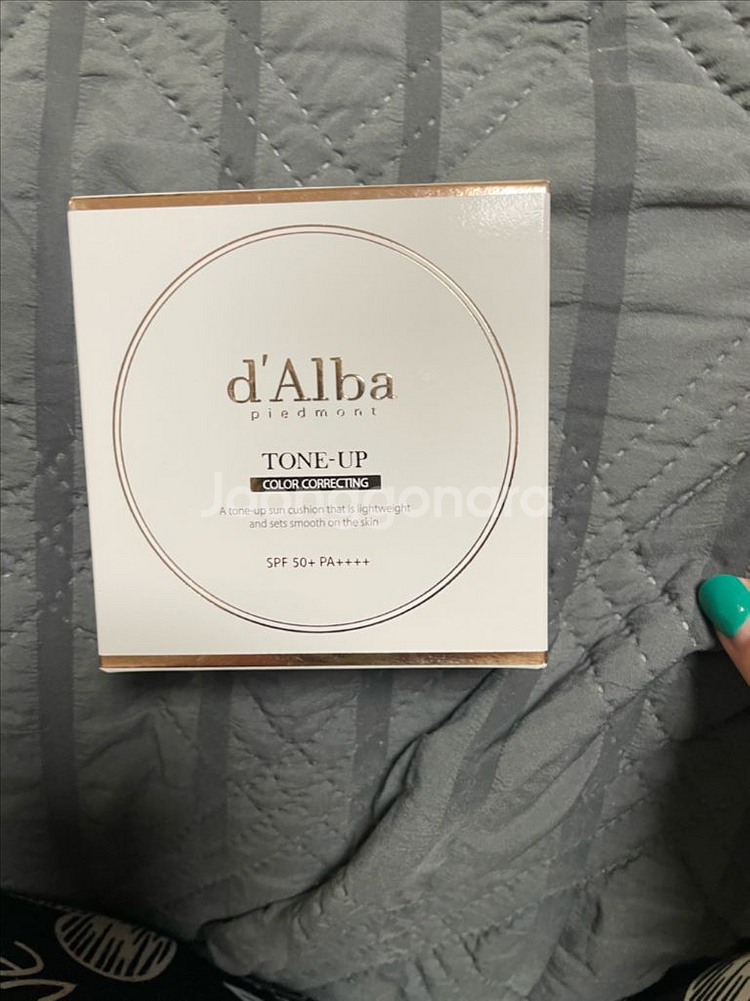 d'Alba
piedmont
TONE-UP
COLOR CORRECTING
Joonggonara
A tone-up sun cushion that is lightweight
and sets smooth on the skin
SPF 50+ PA++++